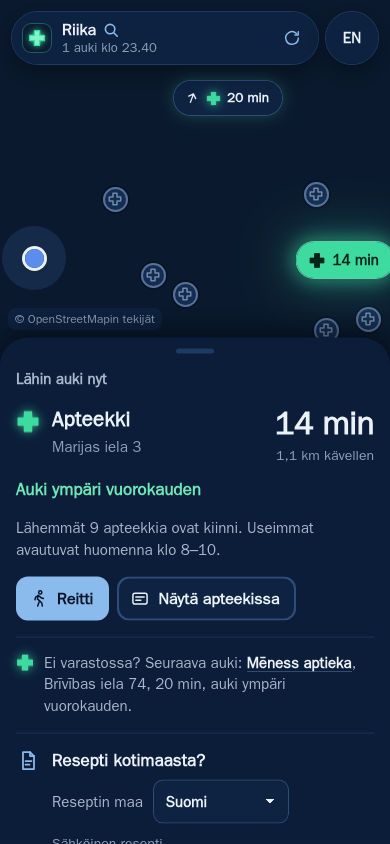 Riika
1 auki klo 23.40
EN
20 min
14 min
© OpenStreetMapin tekijät
Lähin auki nyt
Apteekki
14 min
Marijas iela 3
1,1 km kävellen
Auki ympäri vuorokauden
Lähemmät 9 apteekkia ovat kiinni. Useimmat
avautuvat huomenna klo 8–10.
Reitti
Näytä apteekissa
Ei varastossa? Seuraava auki: Mēness aptieka,
Brīvības iela 74, 20 min, auki ympäri
vuorokauden.
Resepti kotimaasta?
Reseptin maa
Suomi
Sähköinen resepti